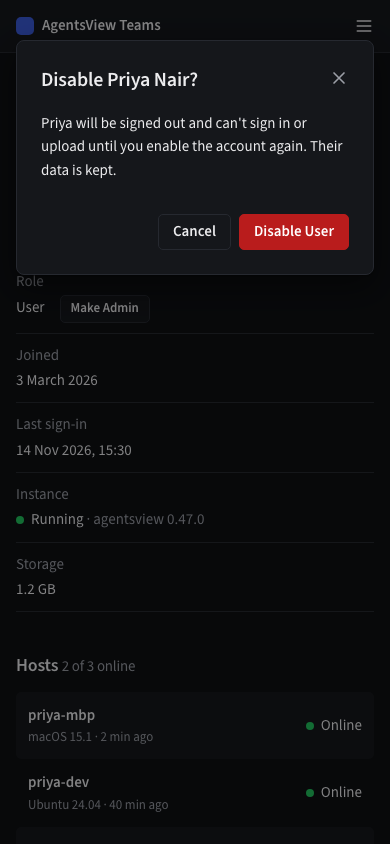 AgentsView Teams
Disable Priya Nair?
Priya will be signed out and can't sign in or
upload until you enable the account again. Their
data is kept.
Cancel
Disable User
Role
User
Make Admin
Joined
3 March 2026
Last sign-in
14 Nov 2026, 15:30
Instance
Running · agentsview 0.47.0
Storage
1.2 GB
Hosts 2 of 3 online
priya-mbp
macOS 15.1 · 2 min ago
Online
priya-dev
Ubuntu 24.04 · 40 min ago
Online